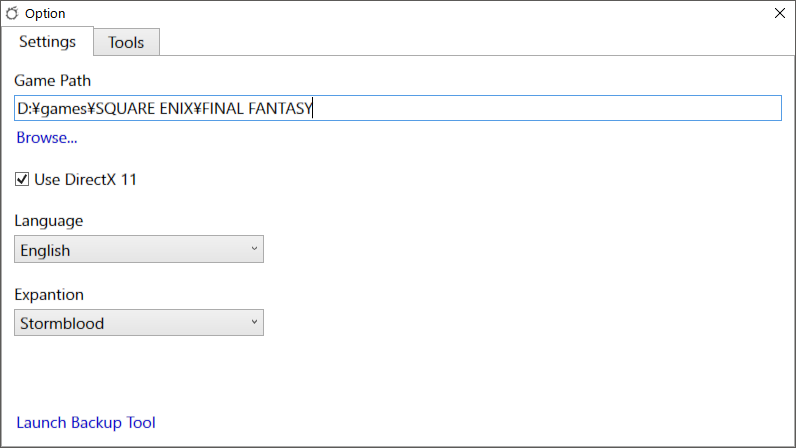 Option
Settings Tools
Game Path
D:¥games¥SQUARE ENIX¥FINAL FANTASY
Browse...
Use DirectX 11
Language
English
Expantion
Stormblood
Launch Backup Tool